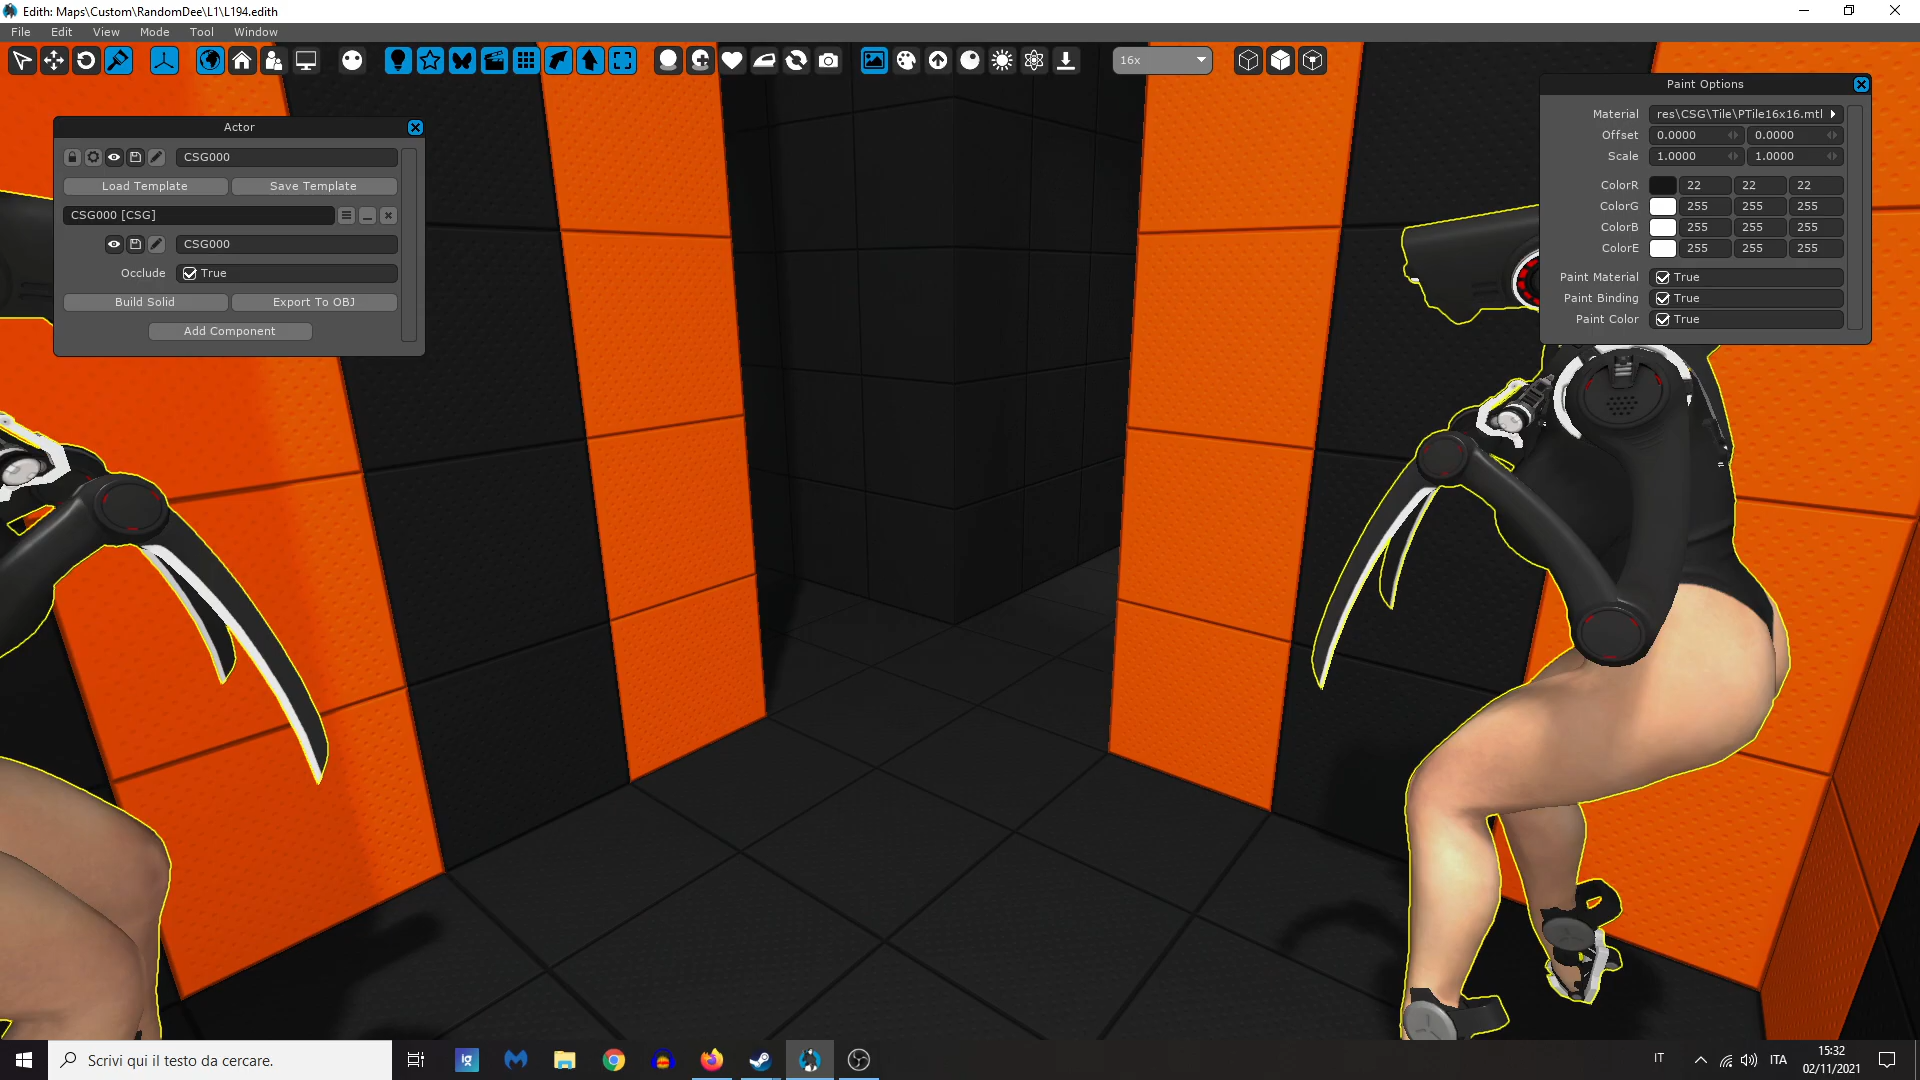 Edith: Maps\Custom\RandomDee\L1\L194.edith
File Edit View Mode Tool Window
16x
Actor
CSG000
Load Template Save Template
CSG000 [CSG]
CSG000
Occlude True
Build Solid Export To OBJ
Add Component
Paint Options
Material res\CSG\Tile\PTile16x16.mtl
Offset 0.0000 0.0000
Scale 1.0000 1.0000
ColorR 22 22 22
ColorG 255 255 255
ColorB 255 255 255
ColorE 255 255 255
Paint Material True
Paint Binding True
Paint Color True
Scrivi qui il testo da cercare.
IT
ITA
15:32
02/11/2021